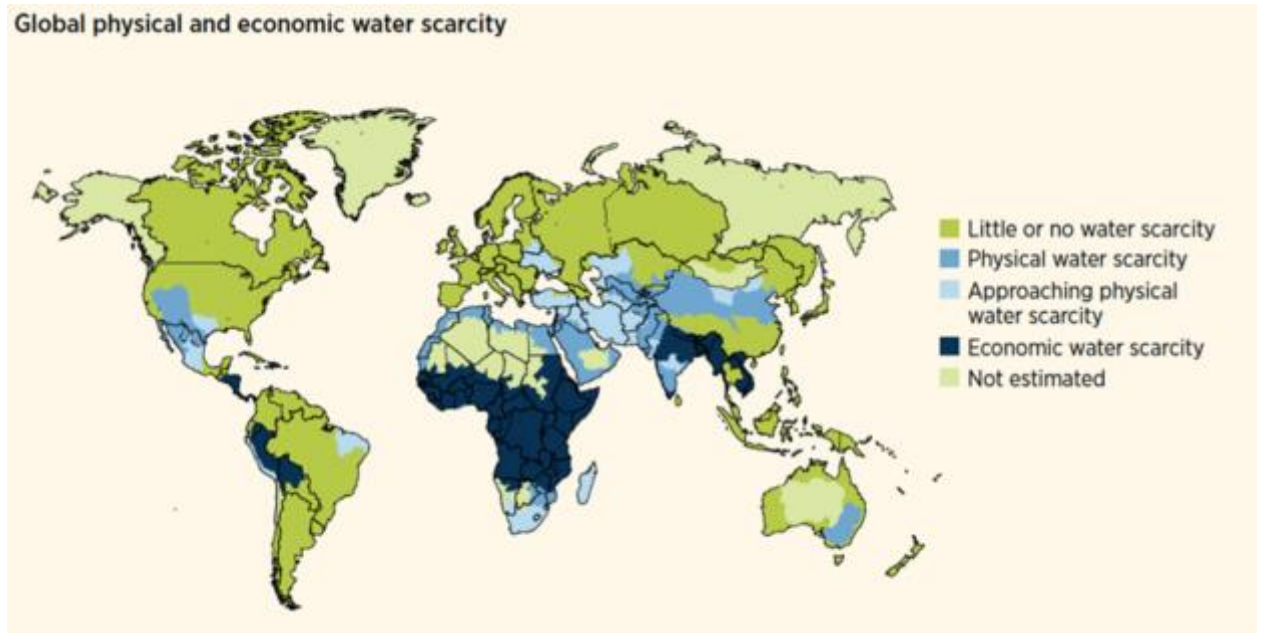 Global physical and economic water scarcity
Little or no water scarcity
Physical water scarcity
Approaching physical
water scarcity
Economic water scarcity
Not estimated